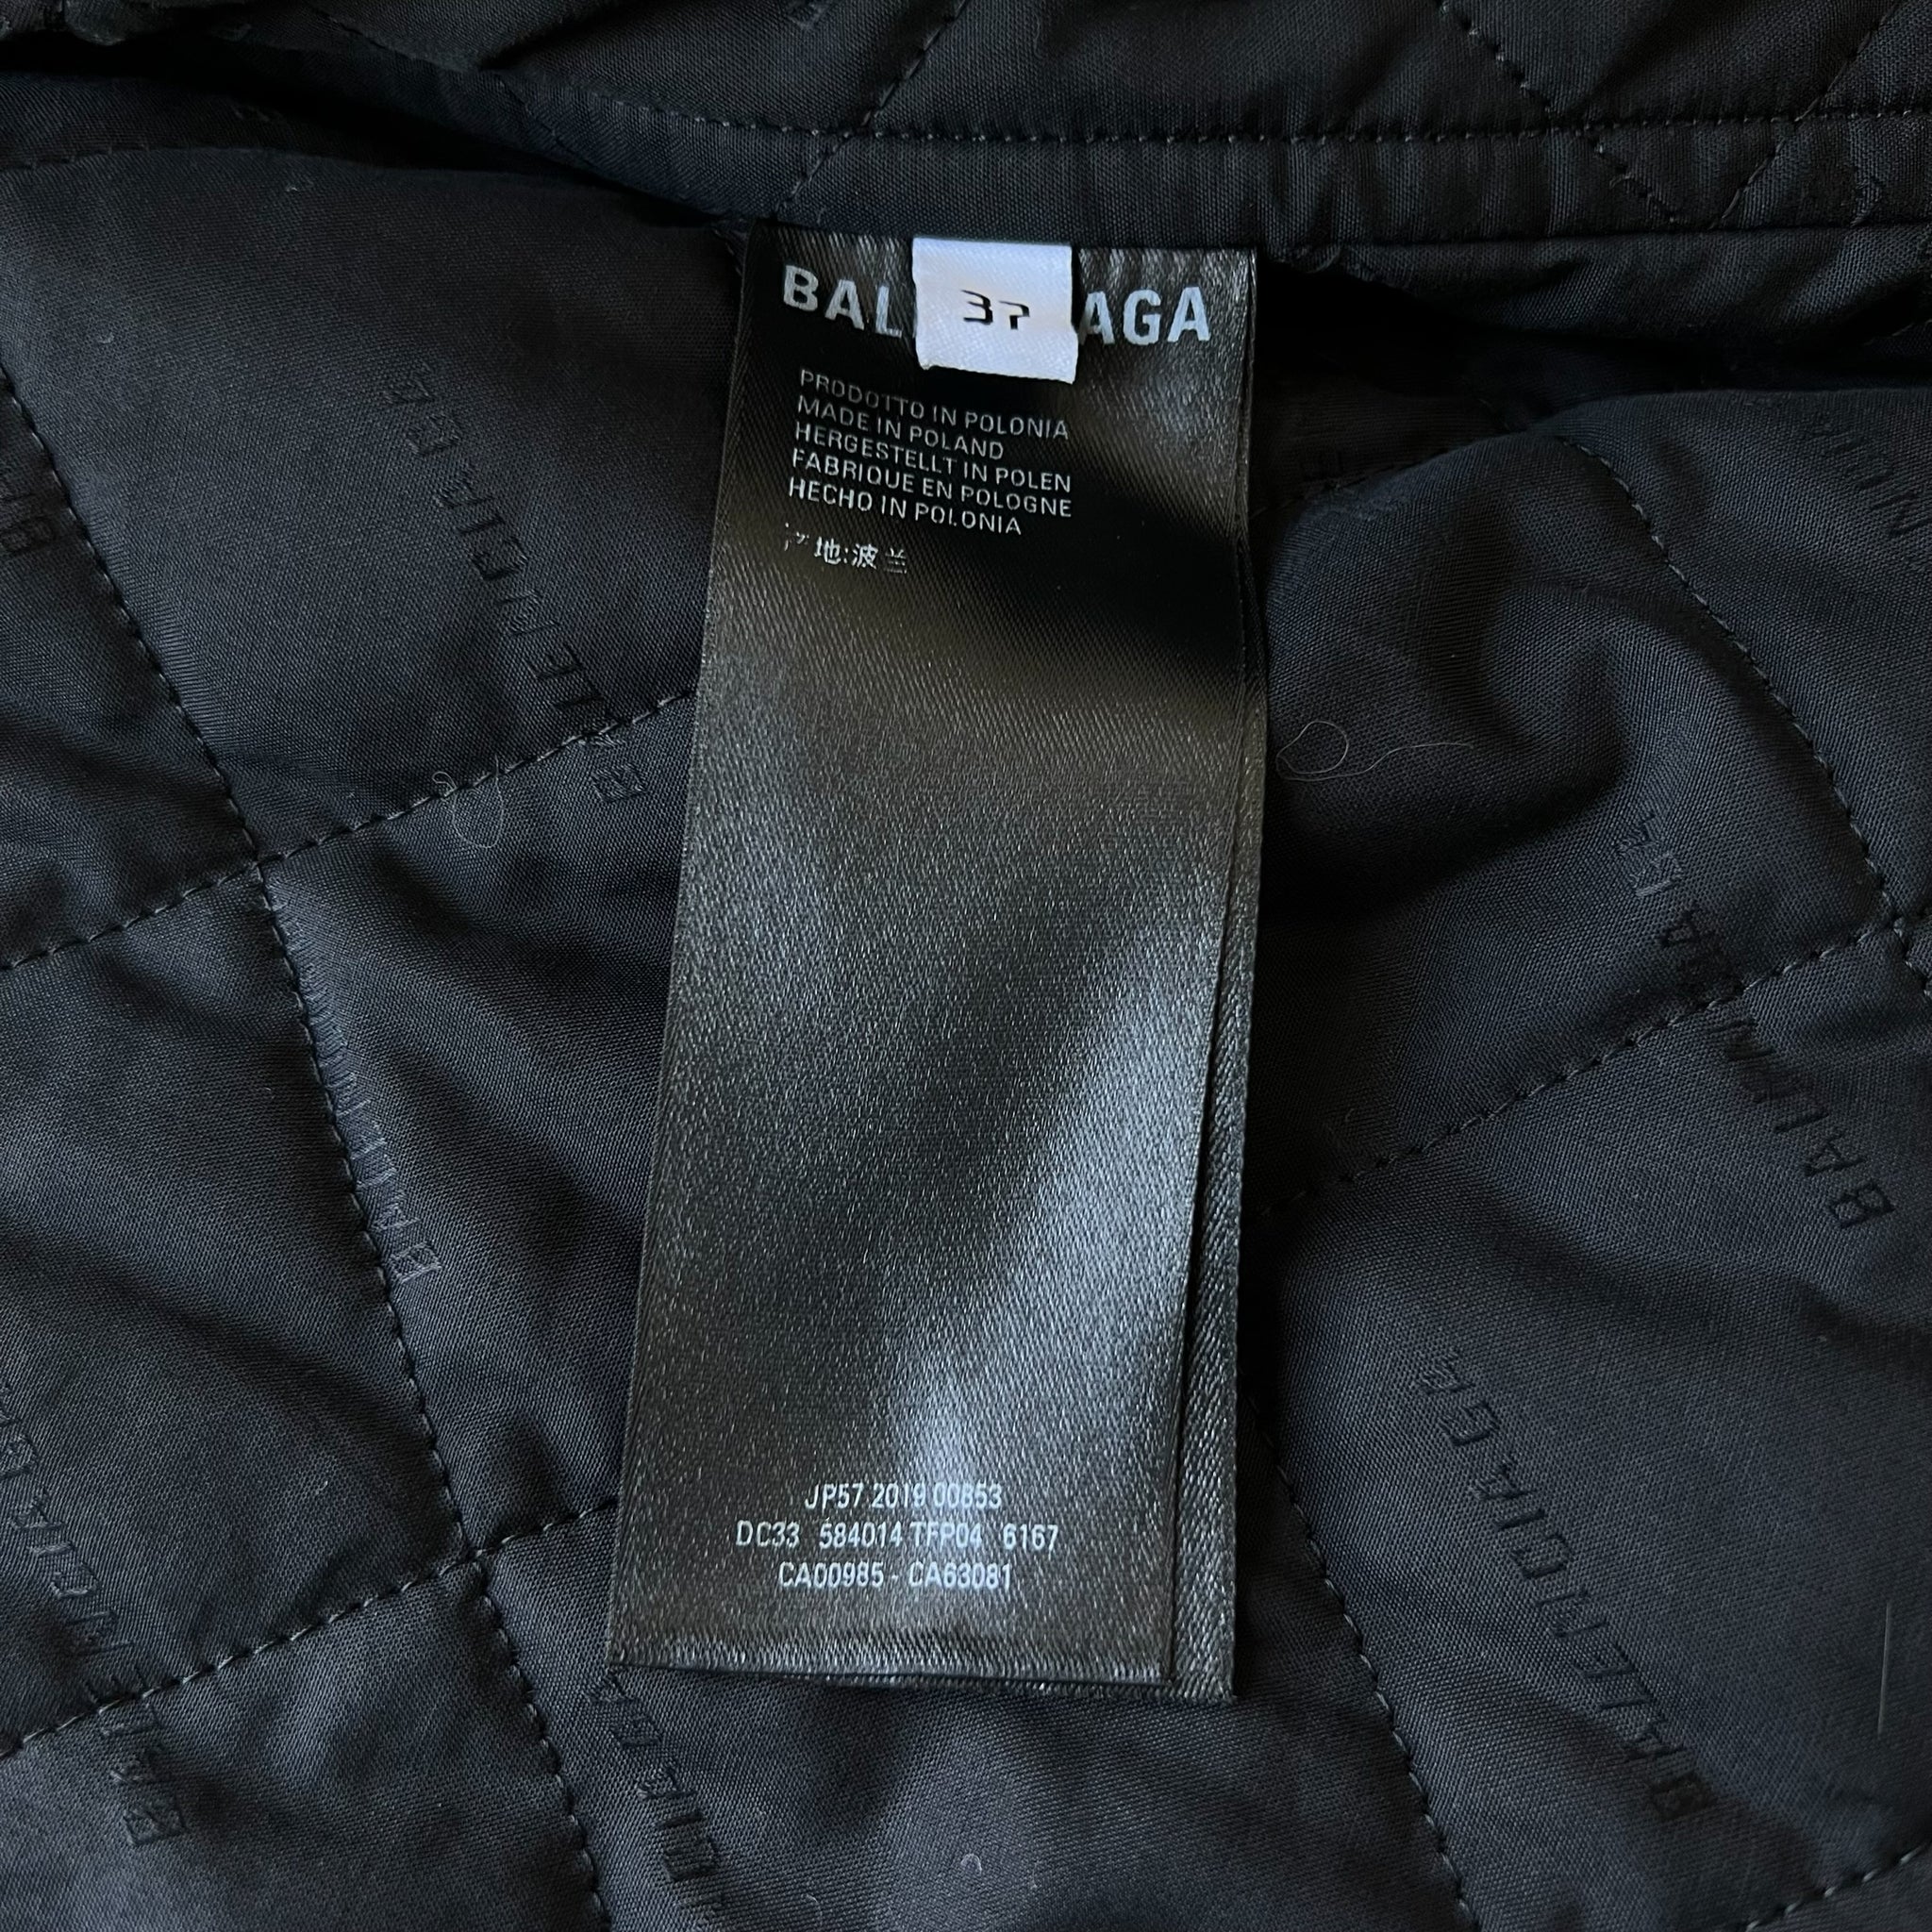 BAL AGA
37
PRODOTTO IN POLONIA
MADE IN POLAND
HERGESTELLT IN POLEN
FABRIQUE EN POLOGNE
HECHO IN POLONIA
产地:波兰
JP57 2019 00853
DC33 584014 TFP04 6167
CA00985 - CA63081